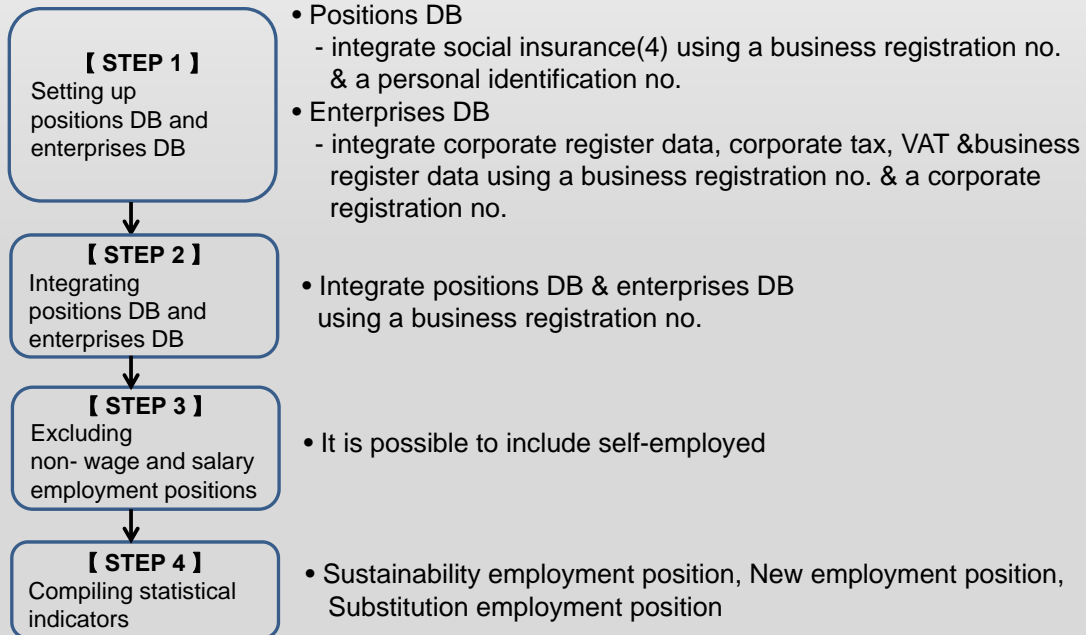 【 STEP 1 】
Setting up
positions DB and
enterprises DB
• Positions DB
- integrate social insurance(4) using a business registration no.
& a personal identification no.
• Enterprises DB
- integrate corporate register data, corporate tax, VAT &business
register data using a business registration no. & a corporate
registration no.
【 STEP 2 】
Integrating
positions DB and
enterprises DB
• Integrate positions DB & enterprises DB
using a business registration no.
【 STEP 3 】
Excluding
non- wage and salary
employment positions
• It is possible to include self-employed
【 STEP 4 】
Compiling statistical
indicators
• Sustainability employment position, New employment position,
Substitution employment position